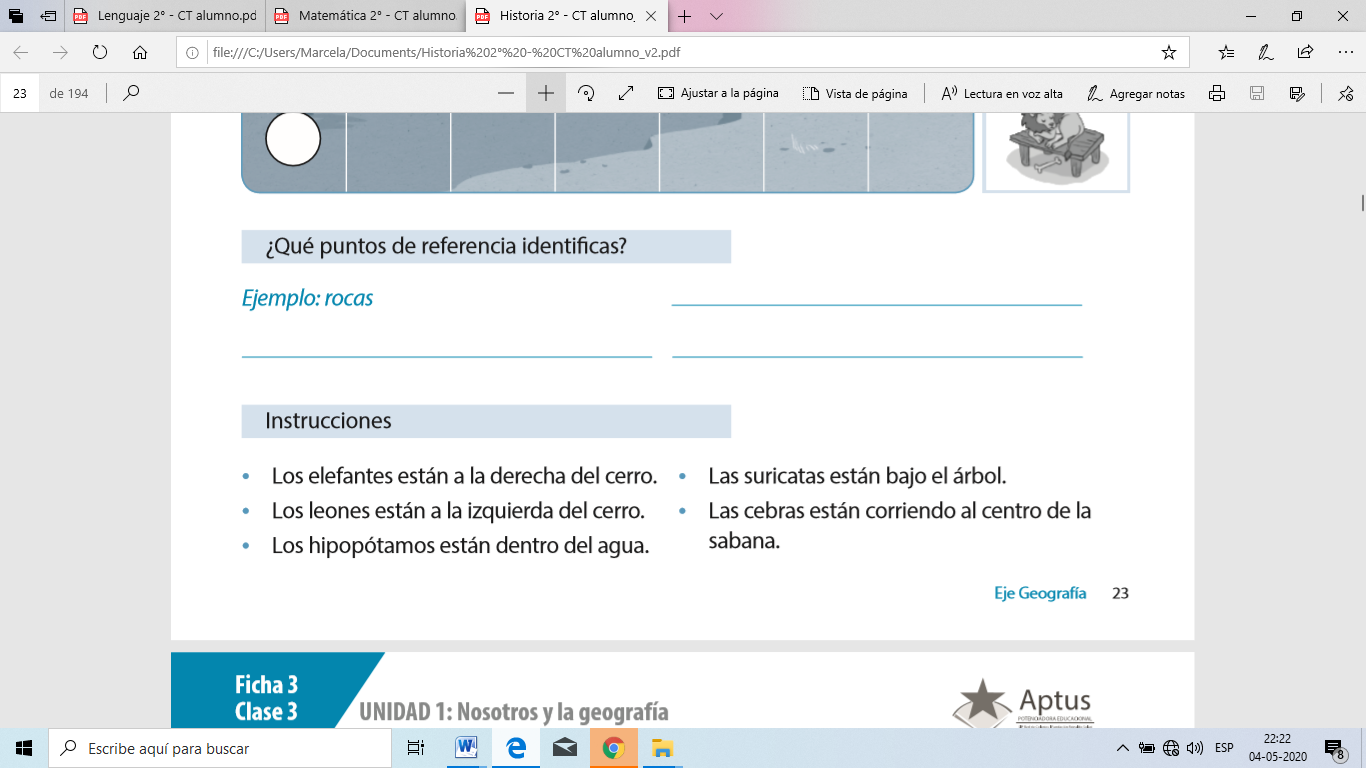 Lenguaje 2° - CT alumno.pd
Matemática 2° - CT alumno.
Historia 2° - CT alumno_
file:///C:/Users/Marcela/Documents/Historia%202°%20-%20CT%20alumno_v2.pdf
23 de 194
Ajustar a la página
Vista de página
Lectura en voz alta
Agregar notas
¿Qué puntos de referencia identificas?
Ejemplo: rocas
Instrucciones
• Los elefantes están a la derecha del cerro.
• Los leones están a la izquierda del cerro.
• Los hipopótamos están dentro del agua.
• Las suricatas están bajo el árbol.
• Las cebras están corriendo al centro de la
sabana.
Eje Geografía 23
Ficha 3
Clase 3
UNIDAD 1: Nosotros y la geografía
Aptus
POTENCIADORA EDUCACIONAL
Escribe aquí para buscar
ESP
22:22
04-05-2020
8